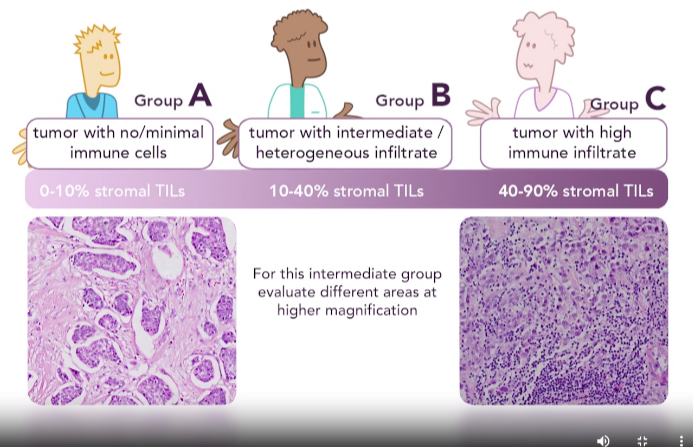 Group A
tumor with no/minimal
immune cells
0-10% stromal TILs
Group B
tumor with intermediate /
heterogeneous infiltrate
10-40% stromal TILs
Group C
tumor with high
immune infiltrate
40-90% stromal TILs
For this intermediate group
evaluate different areas at
higher magnification